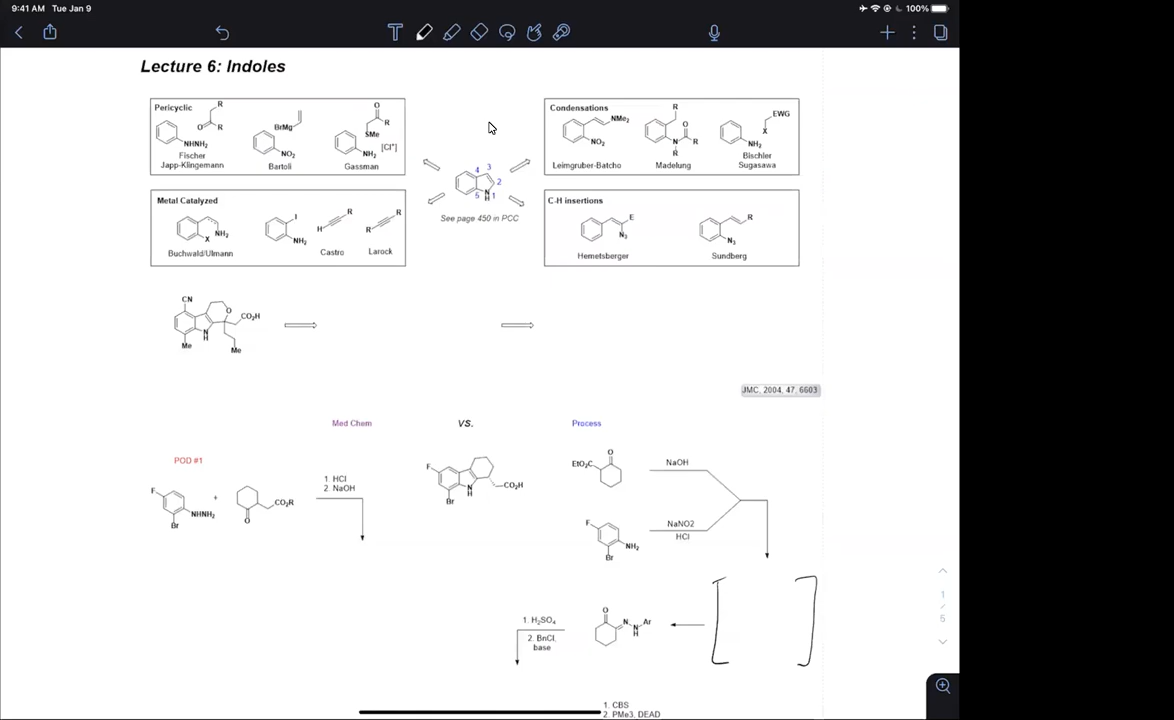 9:41 AM Tue Jan 9
100%
Lecture 6: Indoles
Pericyclic
R
O
R
NHNH₂
Fischer
Japp-Klingemann
BrMg
NO₂
Bartoli
O
R
SMe
NH₂
[Cl⁺]
Gassman
Condensations
NMe₂
NO₂
Leimgruber-Batcho
R
O
N
R
R
Madelung
EWG
X
NH₂
Bischler
Sugasawa
4
3
2
5
N
H
1
See page 450 in PCC
Metal Catalyzed
NH₂
X
Buchwald/Ulmann
I
NH₂
H
R
Castro
R
R
Larock
C-H insertions
E
N₃
Hemetsberger
R
N₃
Sundberg
CN
O
CO₂H
N
H
Me
Me
JMC, 2004, 47, 6603
Med Chem
VS.
Process
POD #1
F
Br
NHNH₂
+
CO₂R
O
1 HCl
2. NaOH
F
Br
N
H
CO₂H
EtO₂C
O
NaOH
F
NH₂
Br
NaNO2
HCl
1
/
5
1. H₂SO₄
2. BnCl,
base
O
N
N
H
Ar
1. CBS
2. PMe3, DEAD